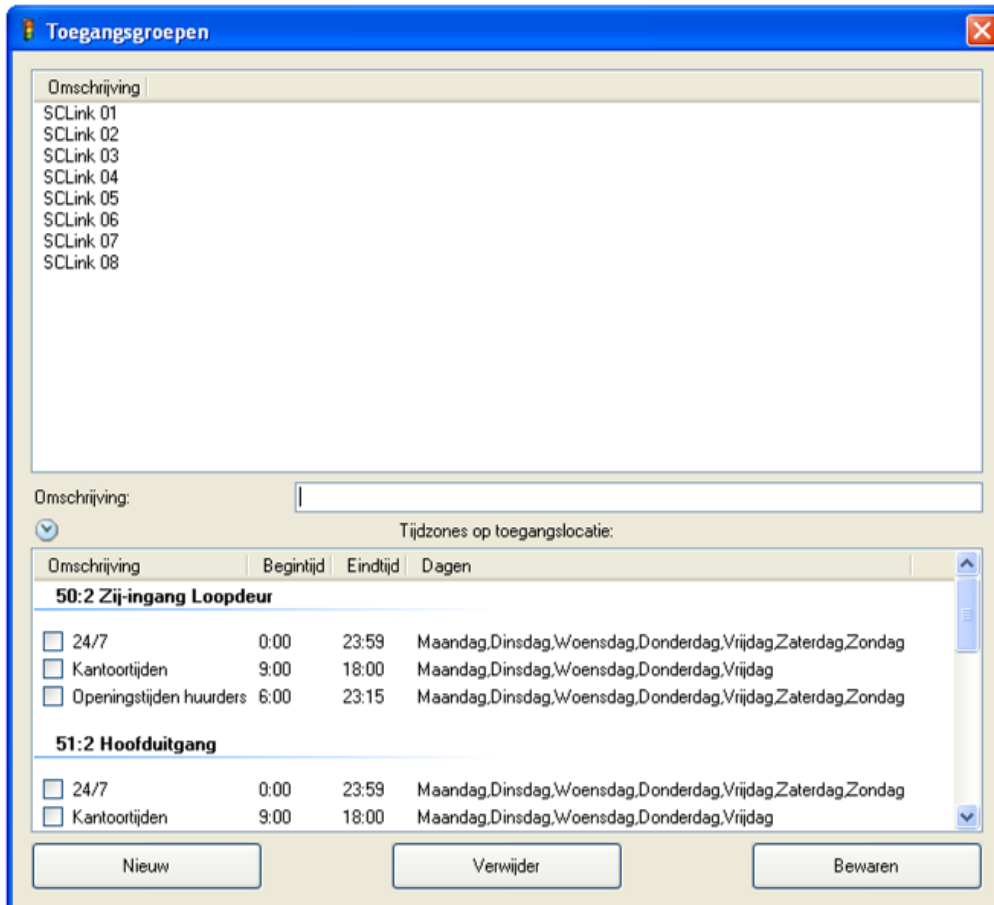 Toegangsgroepen
Omschrijving
SCLink 01
SCLink 02
SCLink 03
SCLink 04
SCLink 05
SCLink 06
SCLink 07
SCLink 08
Omschrijving:
Tijdzones op toegangslocatie:
Omschrijving Begintijd Eindtijd Dagen
50:2 Zij-ingang Loopdeur
24/7 0:00 23:59 Maandag,Dinsdag,Woensdag,Donderdag,Vrijdag,Zaterdag,Zondag
Kantoortijden 9:00 18:00 Maandag,Dinsdag,Woensdag,Donderdag,Vrijdag
Openingstijden huurders 6:00 23:15 Maandag,Dinsdag,Woensdag,Donderdag,Vrijdag,Zaterdag,Zondag
51:2 Hoofduitgang
24/7 0:00 23:59 Maandag,Dinsdag,Woensdag,Donderdag,Vrijdag,Zaterdag,Zondag
Kantoortijden 9:00 18:00 Maandag,Dinsdag,Woensdag,Donderdag,Vrijdag
Nieuw Verwijder Bewaren